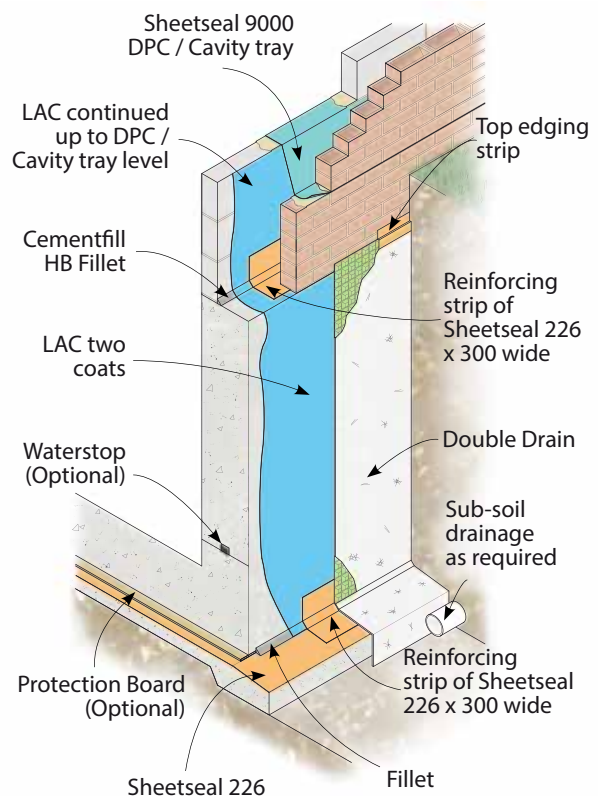 Sheetseal 9000
DPC / Cavity tray
LAC continued
up to DPC /
Cavity tray level
Top edging
strip
Cementfill
HB Fillet
Reinforcing
strip of
Sheetseal 226
x 300 wide
LAC two
coats
Double Drain
Waterstop
(Optional)
Sub-soil
drainage
as required
Protection Board
(Optional)
Reinforcing
strip of Sheetseal
226 x 300 wide
Sheetseal 226
Fillet